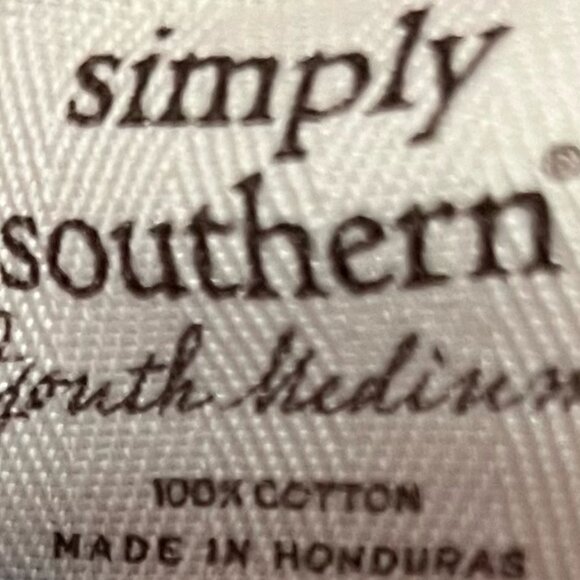 simply
southern®
Youth Medium
100% COTTON
MADE IN HONDURAS